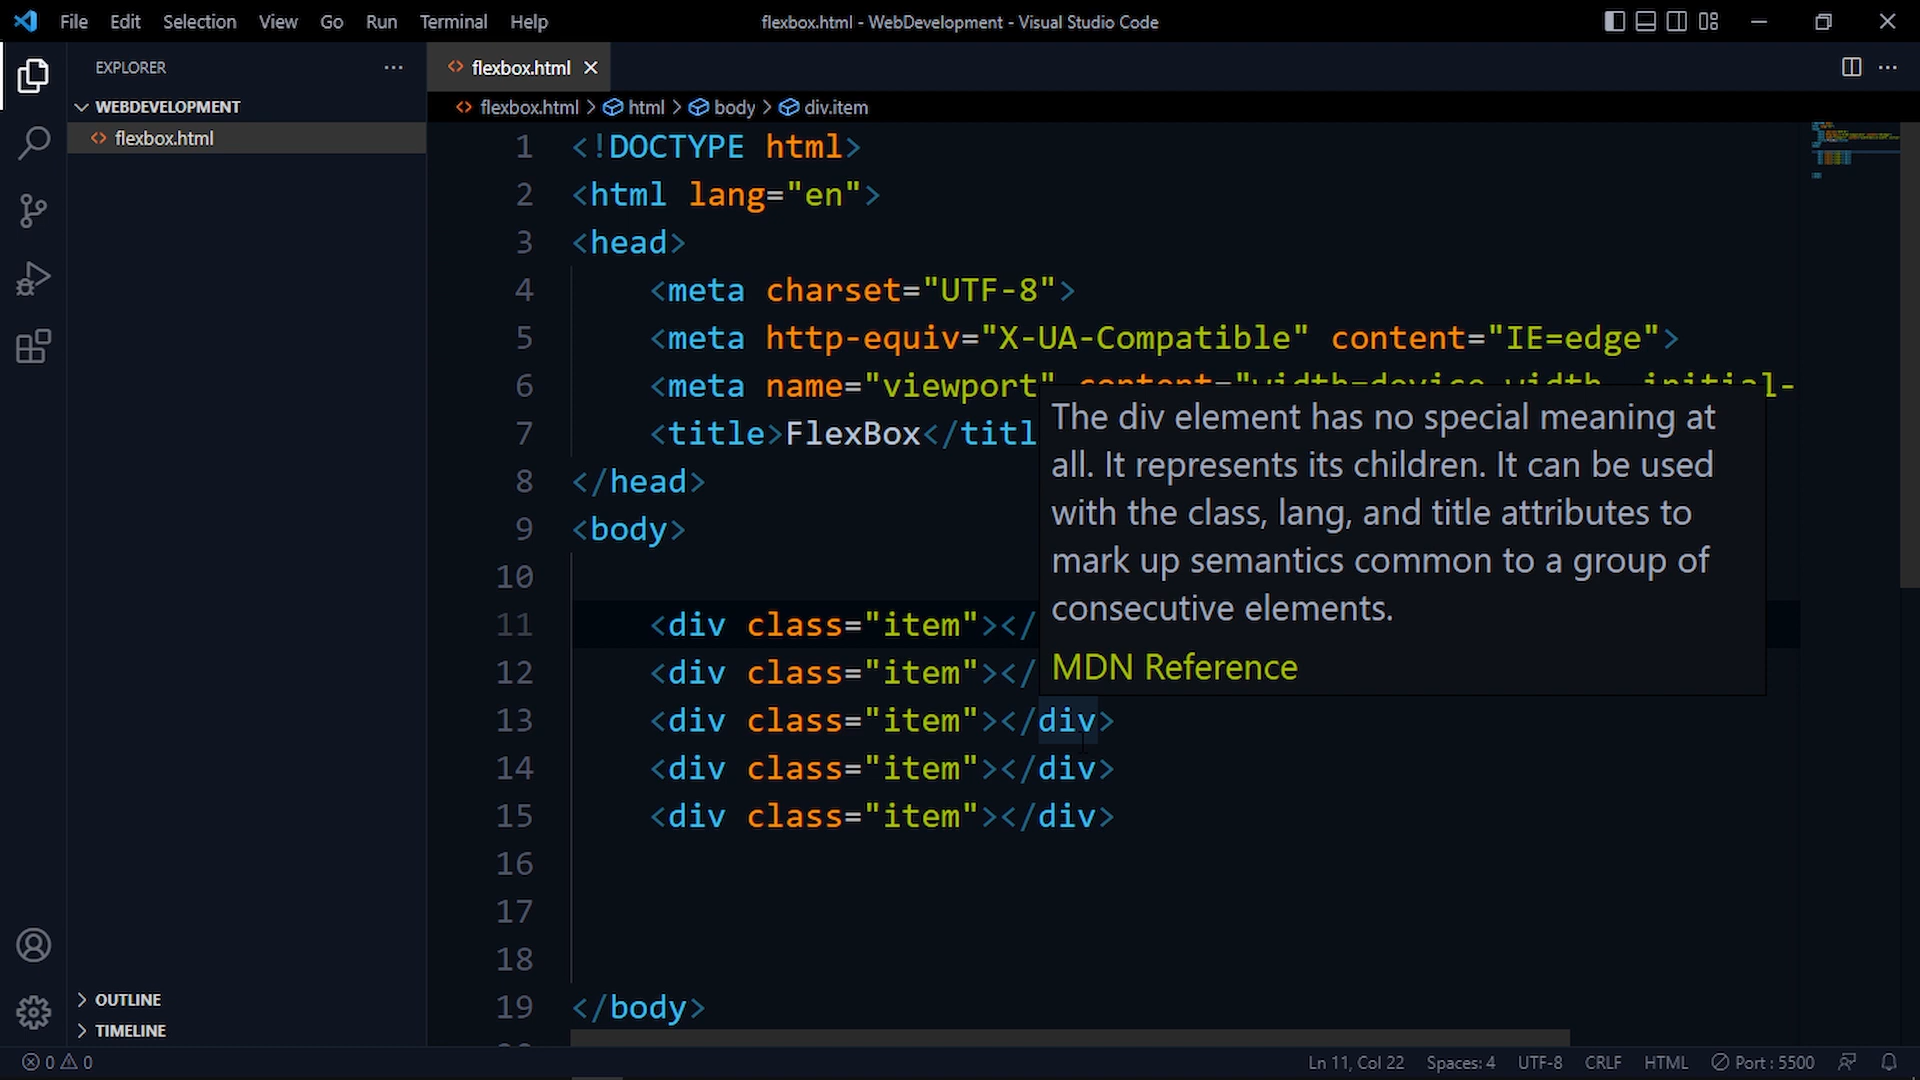 File Edit Selection View Go Run Terminal Help
flexbox.html - WebDevelopment - Visual Studio Code
EXPLORER
WEBDEVELOPMENT
flexbox.html
OUTLINE
TIMELINE
flexbox.html
flexbox.html > html > body > div.item
1 <!DOCTYPE html>
2 <html lang="en">
3 <head>
4 <meta charset="UTF-8">
5 <meta http-equiv="X-UA-Compatible" content="IE=edge">
6 <meta name="viewport" content="width=device-width, initial-
7 <title>FlexBox</titl
8 </head>
9 <body>
10
11 <div class="item"></
12 <div class="item"></
13 <div class="item"></div>
14 <div class="item"></div>
15 <div class="item"></div>
16
17
18
19 </body>
The div element has no special meaning at
all. It represents its children. It can be used
with the class, lang, and title attributes to
mark up semantics common to a group of
consecutive elements.
MDN Reference
0 0
Ln 11, Col 22 Spaces: 4 UTF-8 CRLF HTML Port : 5500